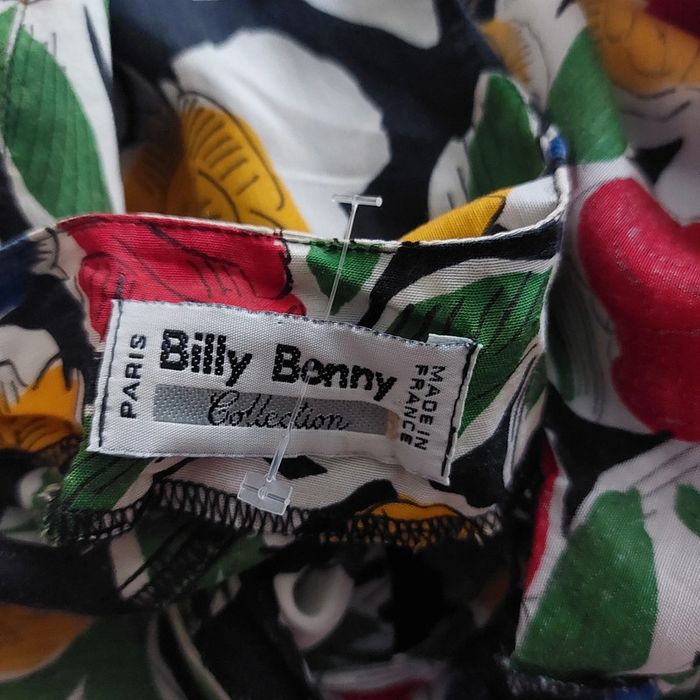 PARIS
Billy Bonny
Collection
MADE IN
FRANCE